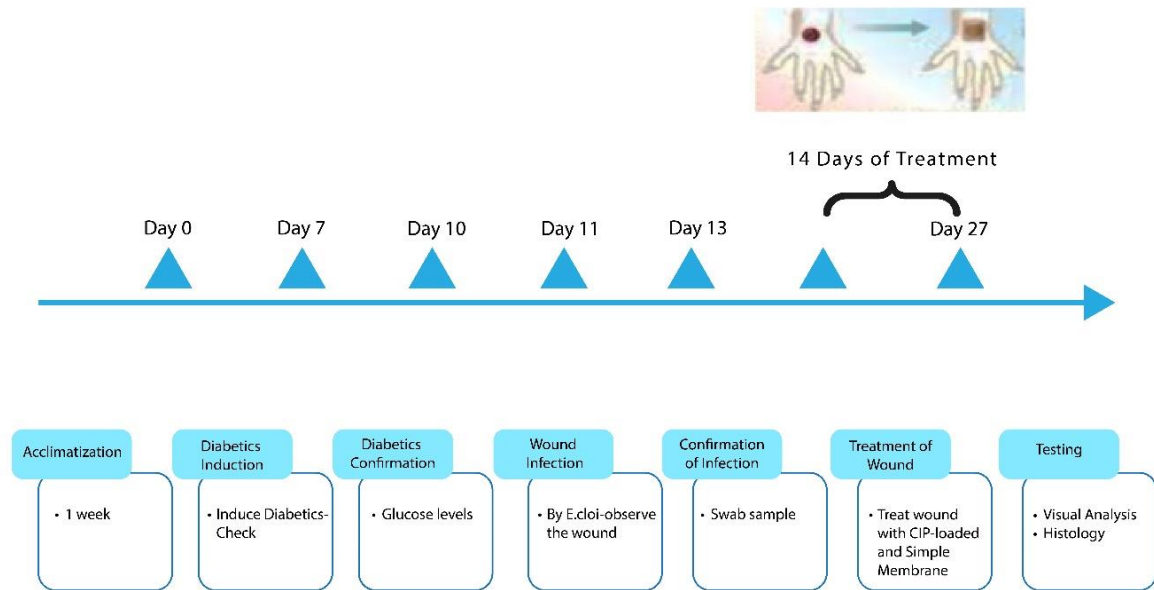 14 Days of Treatment
Day 0
Day 7
Day 10
Day 11
Day 13
Day 27
Acclimatization
• 1 week
Diabetics
Induction
• Induce Diabetics-
Check
Diabetics
Confirmation
• Glucose levels
Wound
Infection
• By E.cloi-observe
the wound
Confirmation
of Infection
• Swab sample
Treatment of
Wound
• Treat wound
with CIP-loaded
and Simple
Membrane
Testing
• Visual Analysis
• Histology